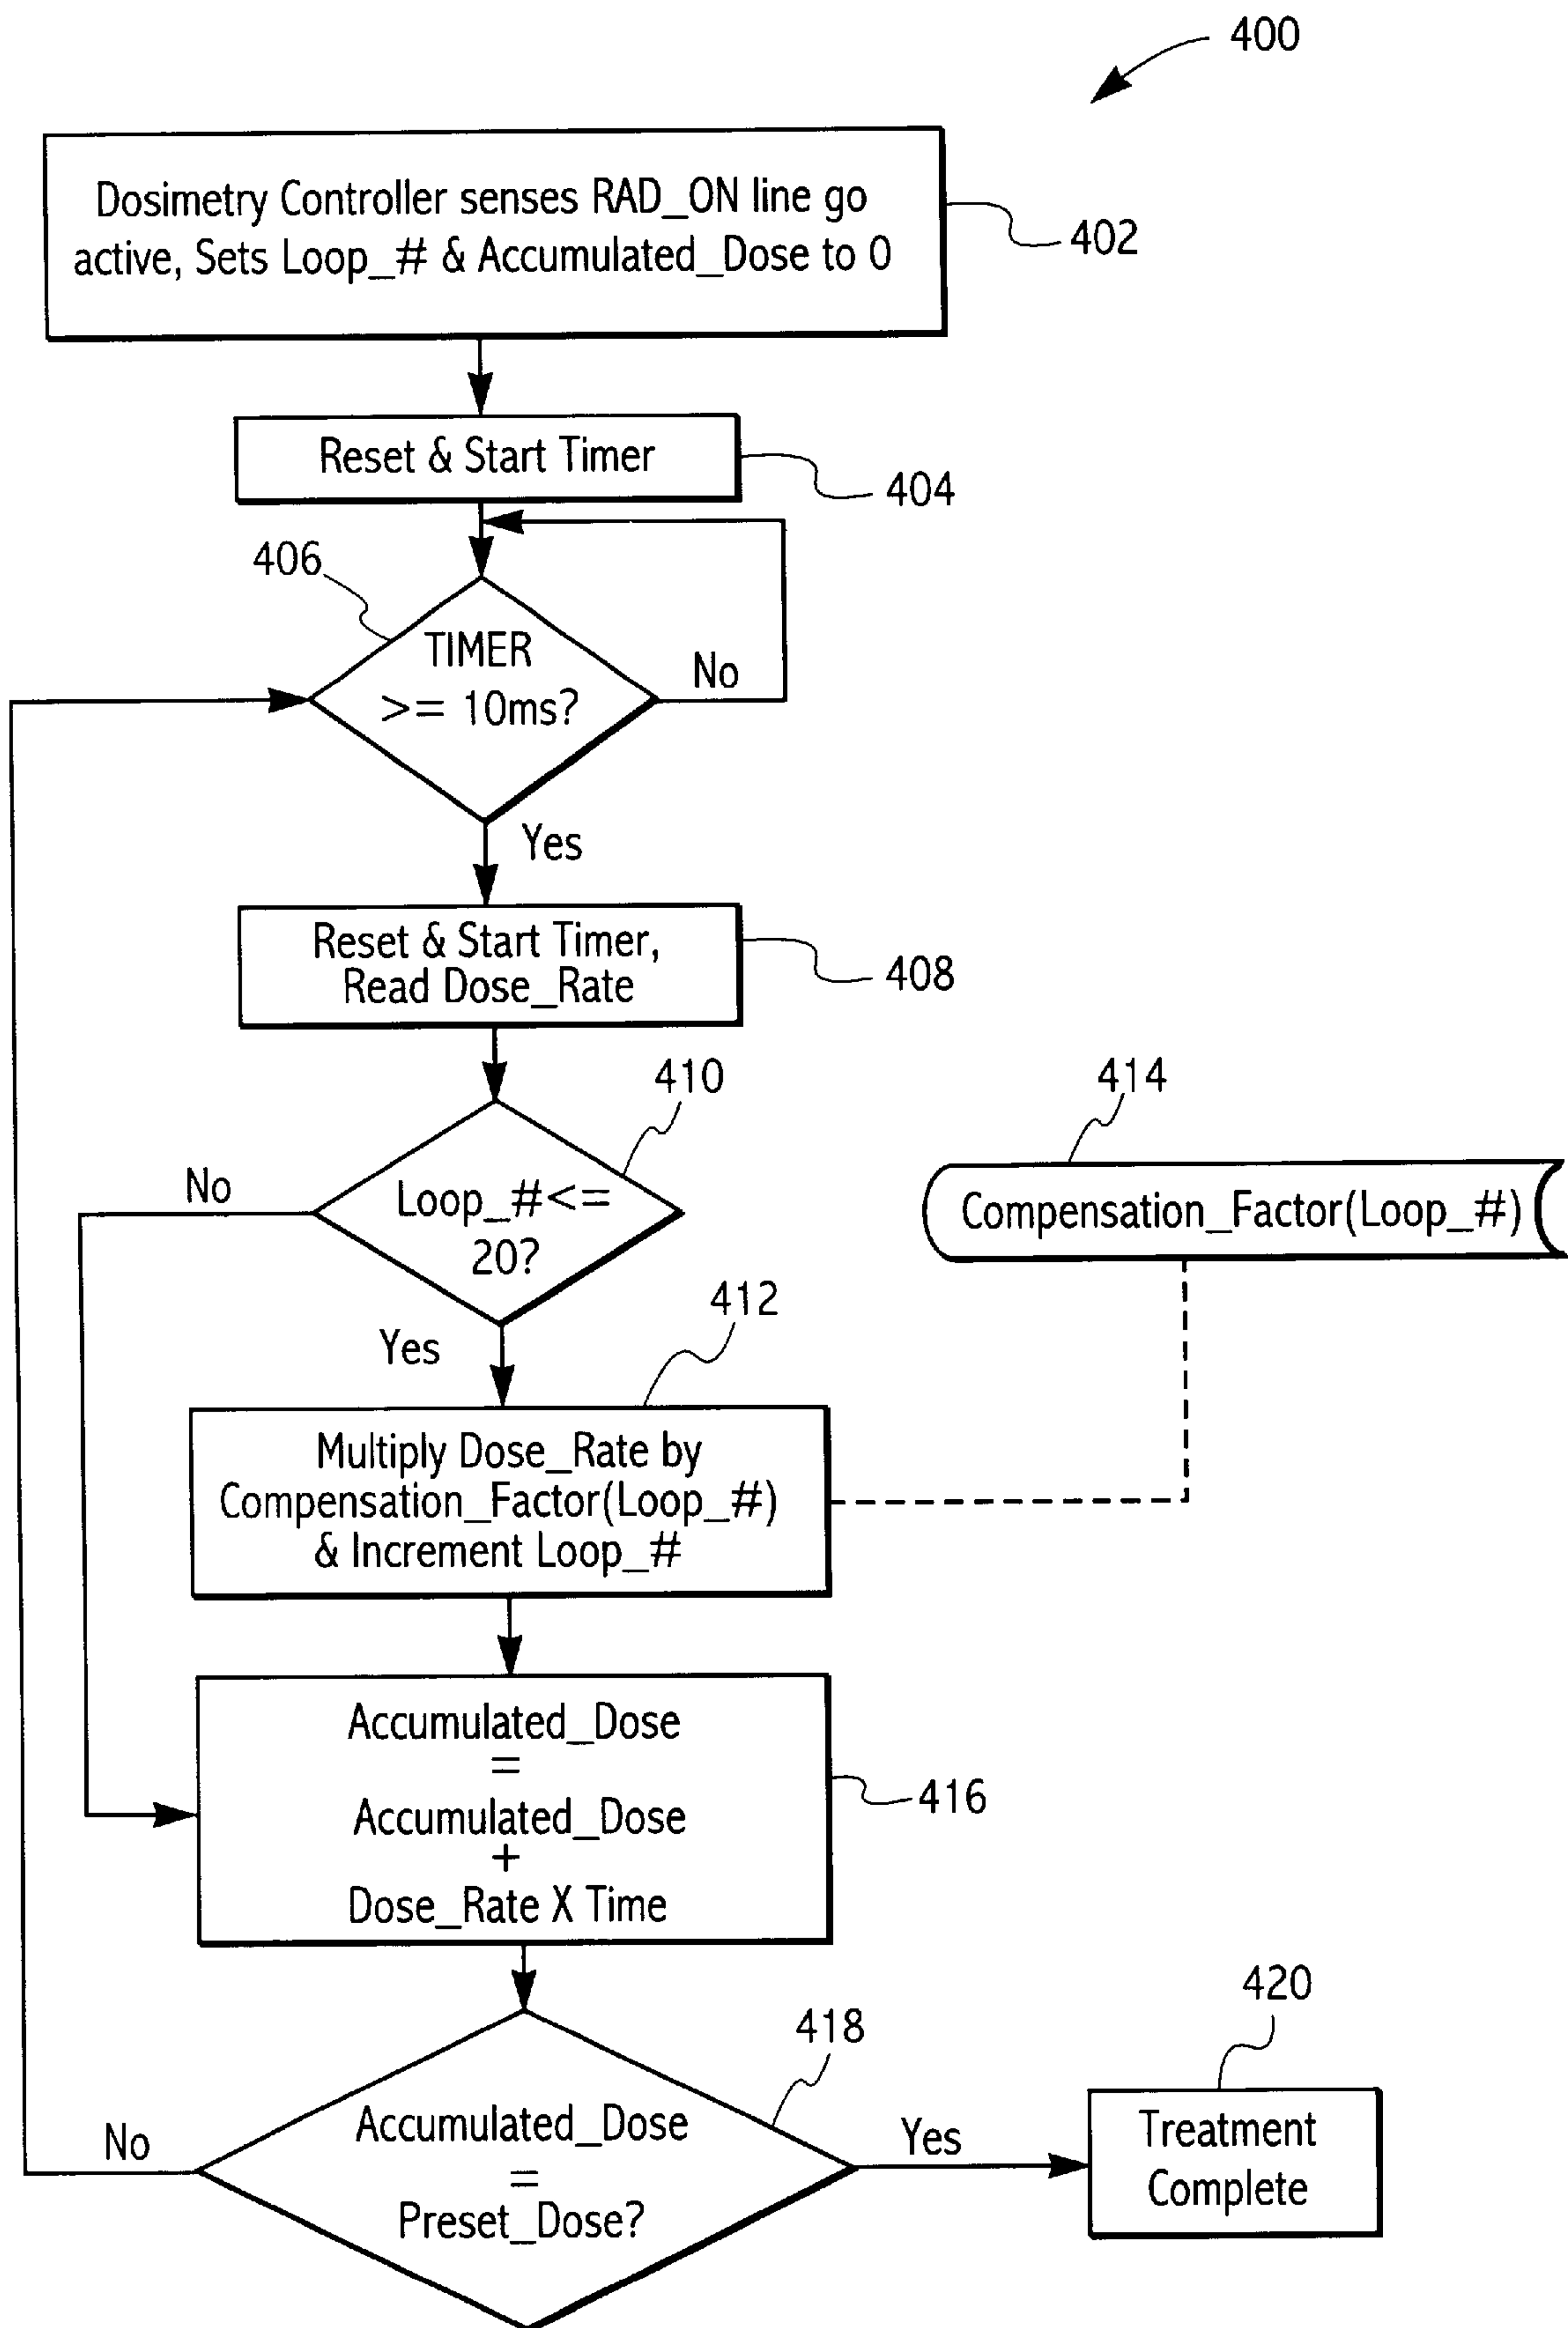 400
Dosimetry Controller senses RAD_ON line go
active, Sets Loop_# & Accumulated_Dose to 0
402
Reset & Start Timer
404
406
TIMER
>= 10ms?
No
Yes
Reset & Start Timer,
Read Dose_Rate
408
410
414
No
Loop_#<=
20?
Compensation_Factor(Loop_#)
412
Yes
Multiply Dose_Rate by
Compensation_Factor(Loop_#)
& Increment Loop_#
Accumulated_Dose
=
Accumulated_Dose
+
Dose_Rate X Time
416
418
420
No
Accumulated_Dose
=
Preset_Dose?
Yes
Treatment
Complete